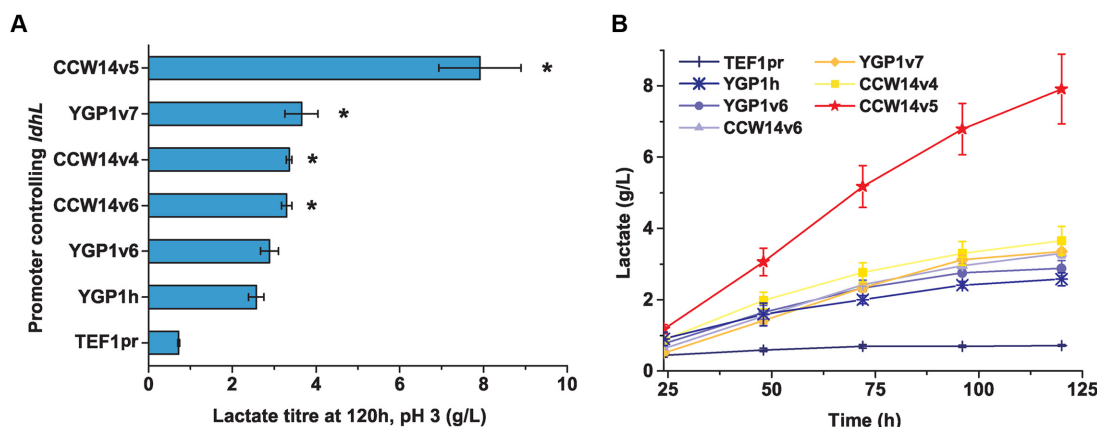 A
Promoter controlling ldhL
CCW14v5
YGP1v7
CCW14v4
CCW14v6
YGP1v6
YGP1h
TEF1pr
*
*
*
*
0 2 4 6 8 10
Lactate titre at 120h, pH 3 (g/L)
B
Lactate (g/L)
8
6
4
2
0
TEF1pr YGP1v7
YGP1h CCW14v4
YGP1v6 CCW14v5
CCW14v6
25 50 75 100 125
Time (h)